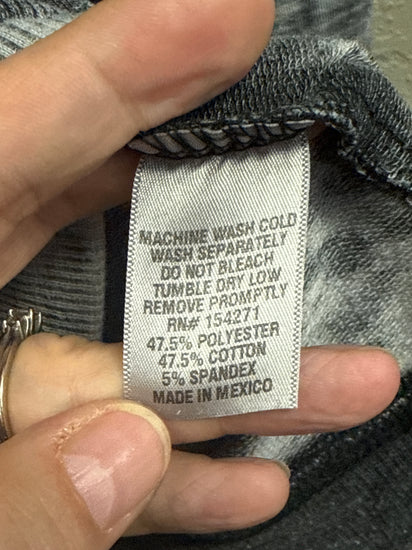 MACHINE WASH COLD
WASH SEPARATELY
DO NOT BLEACH
TUMBLE DRY LOW
REMOVE PROMPTLY
RN# 154271
47.5% POLYESTER
47.5% COTTON
5% SPANDEX
MADE IN MEXICO